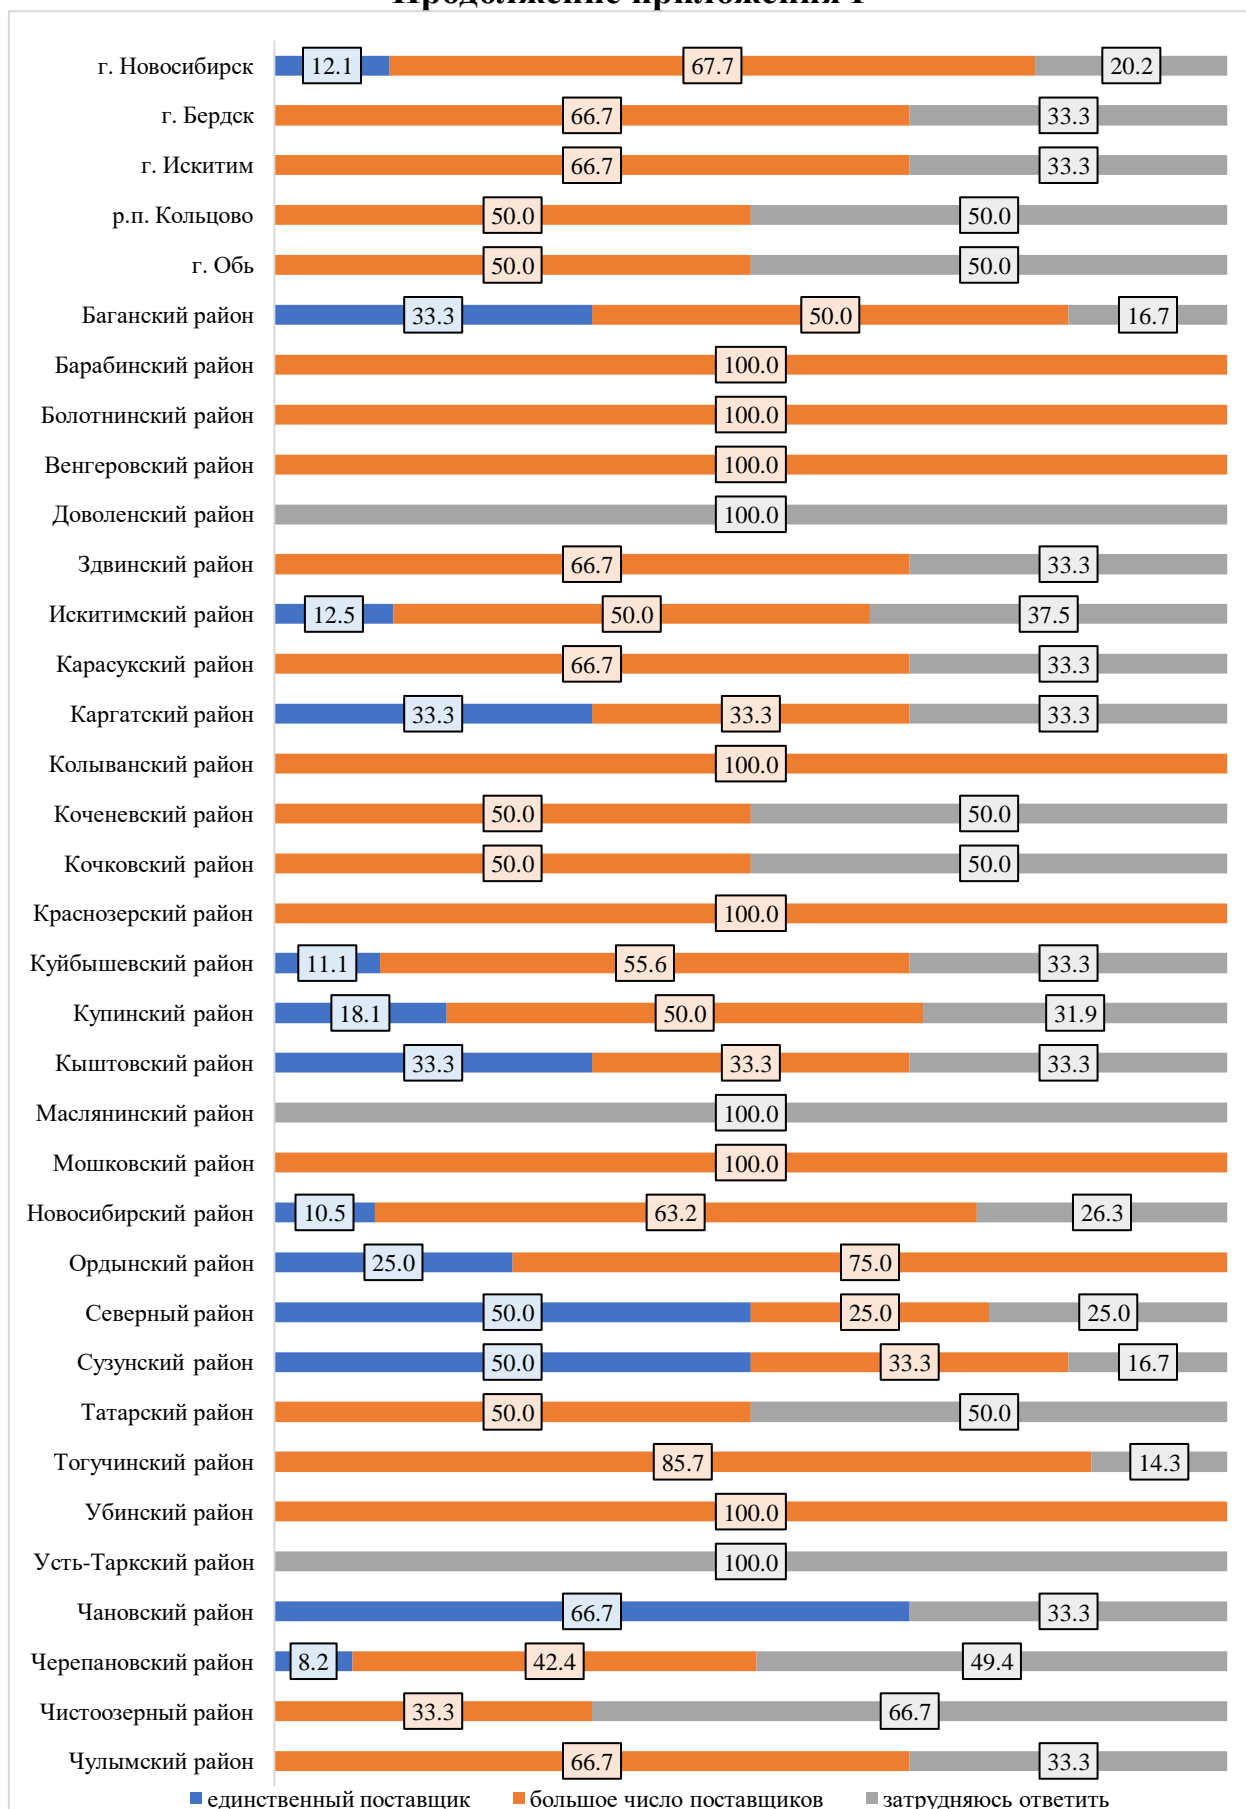 Продолжение приложения 1
г. Новосибирск 12.1 67.7 20.2
г. Бердск 66.7 33.3
г. Искитим 66.7 33.3
р.п. Кольцово 50.0 50.0
г. Обь 50.0 50.0
Баганский район 33.3 50.0 16.7
Барабинский район 100.0
Болотнинский район 100.0
Венгеровский район 100.0
Доволенский район 100.0
Здвинский район 66.7 33.3
Искитимский район 12.5 50.0 37.5
Карасукский район 66.7 33.3
Каргатский район 33.3 33.3 33.3
Колыванский район 100.0
Коченевский район 50.0 50.0
Кочковский район 50.0 50.0
Краснозерский район 100.0
Куйбышевский район 11.1 55.6 33.3
Купинский район 18.1 50.0 31.9
Кыштовский район 33.3 33.3 33.3
Маслянинский район 100.0
Мошковский район 100.0
Новосибирский район 10.5 63.2 26.3
Ордынский район 25.0 75.0
Северный район 50.0 25.0 25.0
Сузунский район 50.0 33.3 16.7
Татарский район 50.0 50.0
Тогучинский район 85.7 14.3
Убинский район 100.0
Усть-Таркский район 100.0
Чановский район 66.7 33.3
Черепановский район 8.2 42.4 49.4
Чистоозерный район 33.3 66.7
Чулымский район 66.7 33.3
единственный поставщик большое число поставщиков затрудняюсь ответить